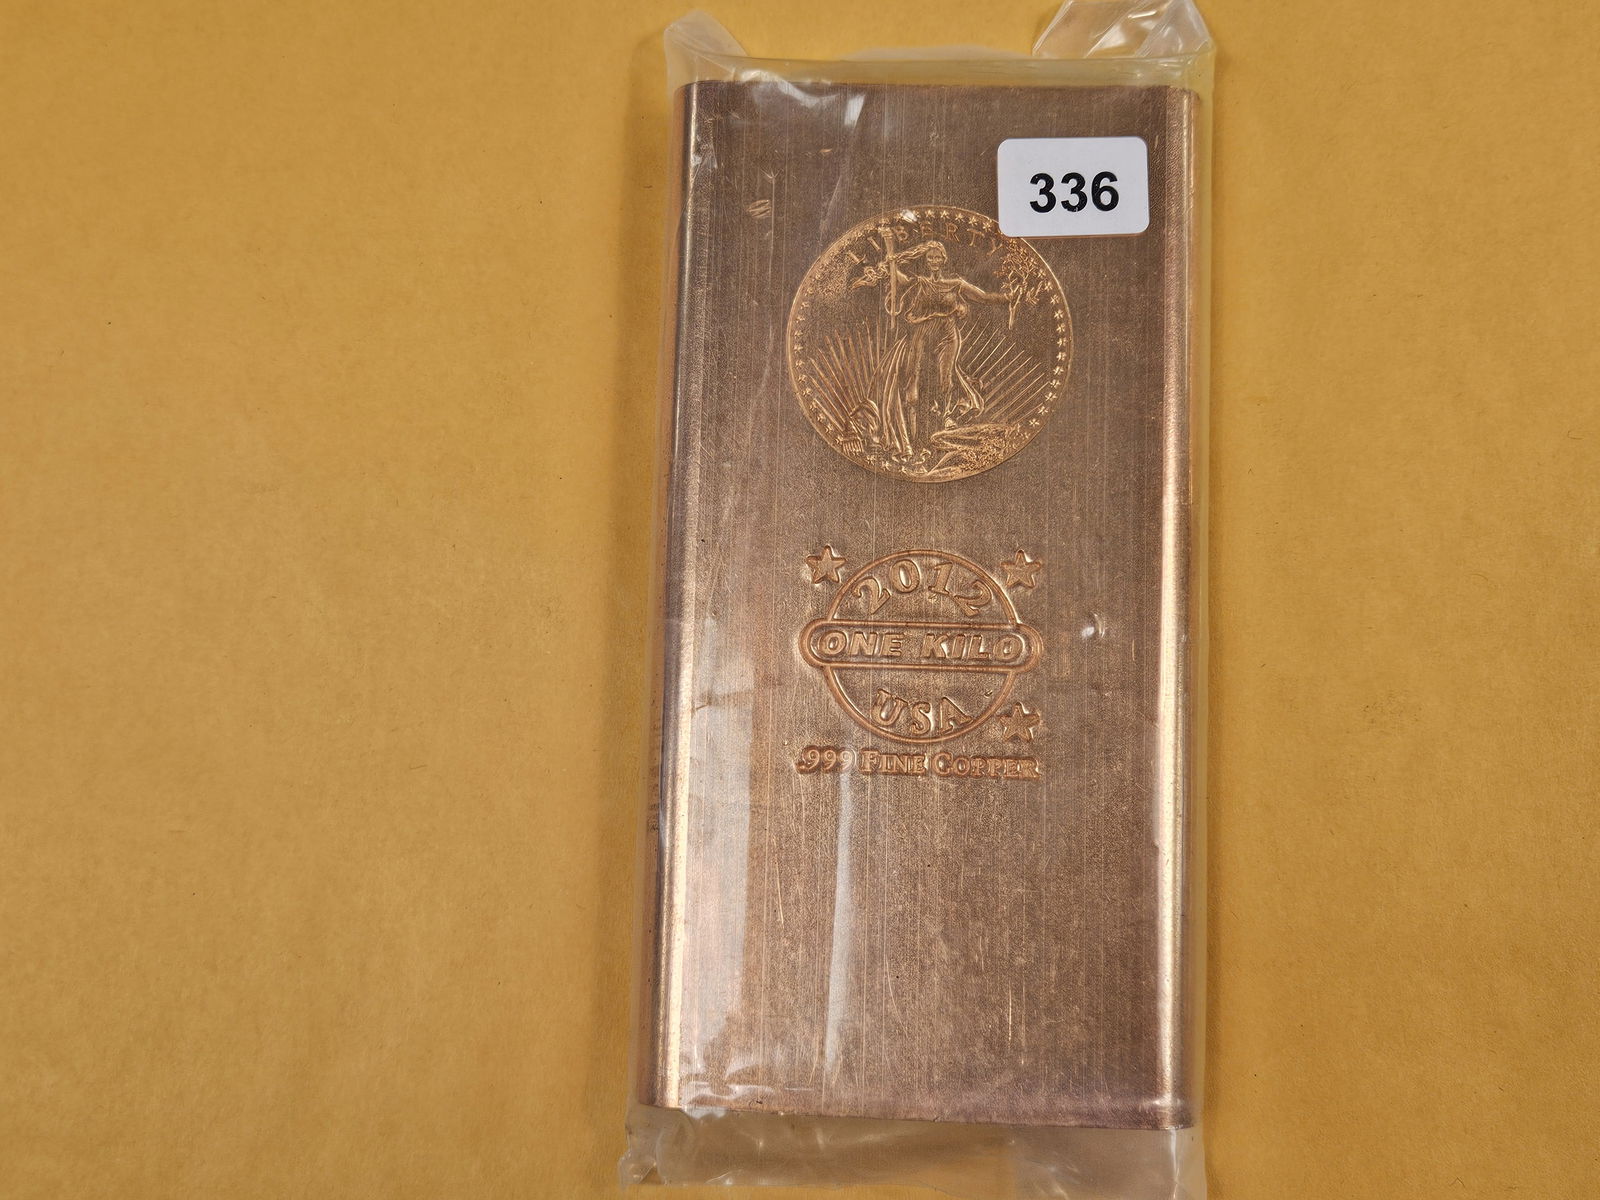 336
LIBERTY
2012
ONE KILO
USA
.999 FINE COPPER